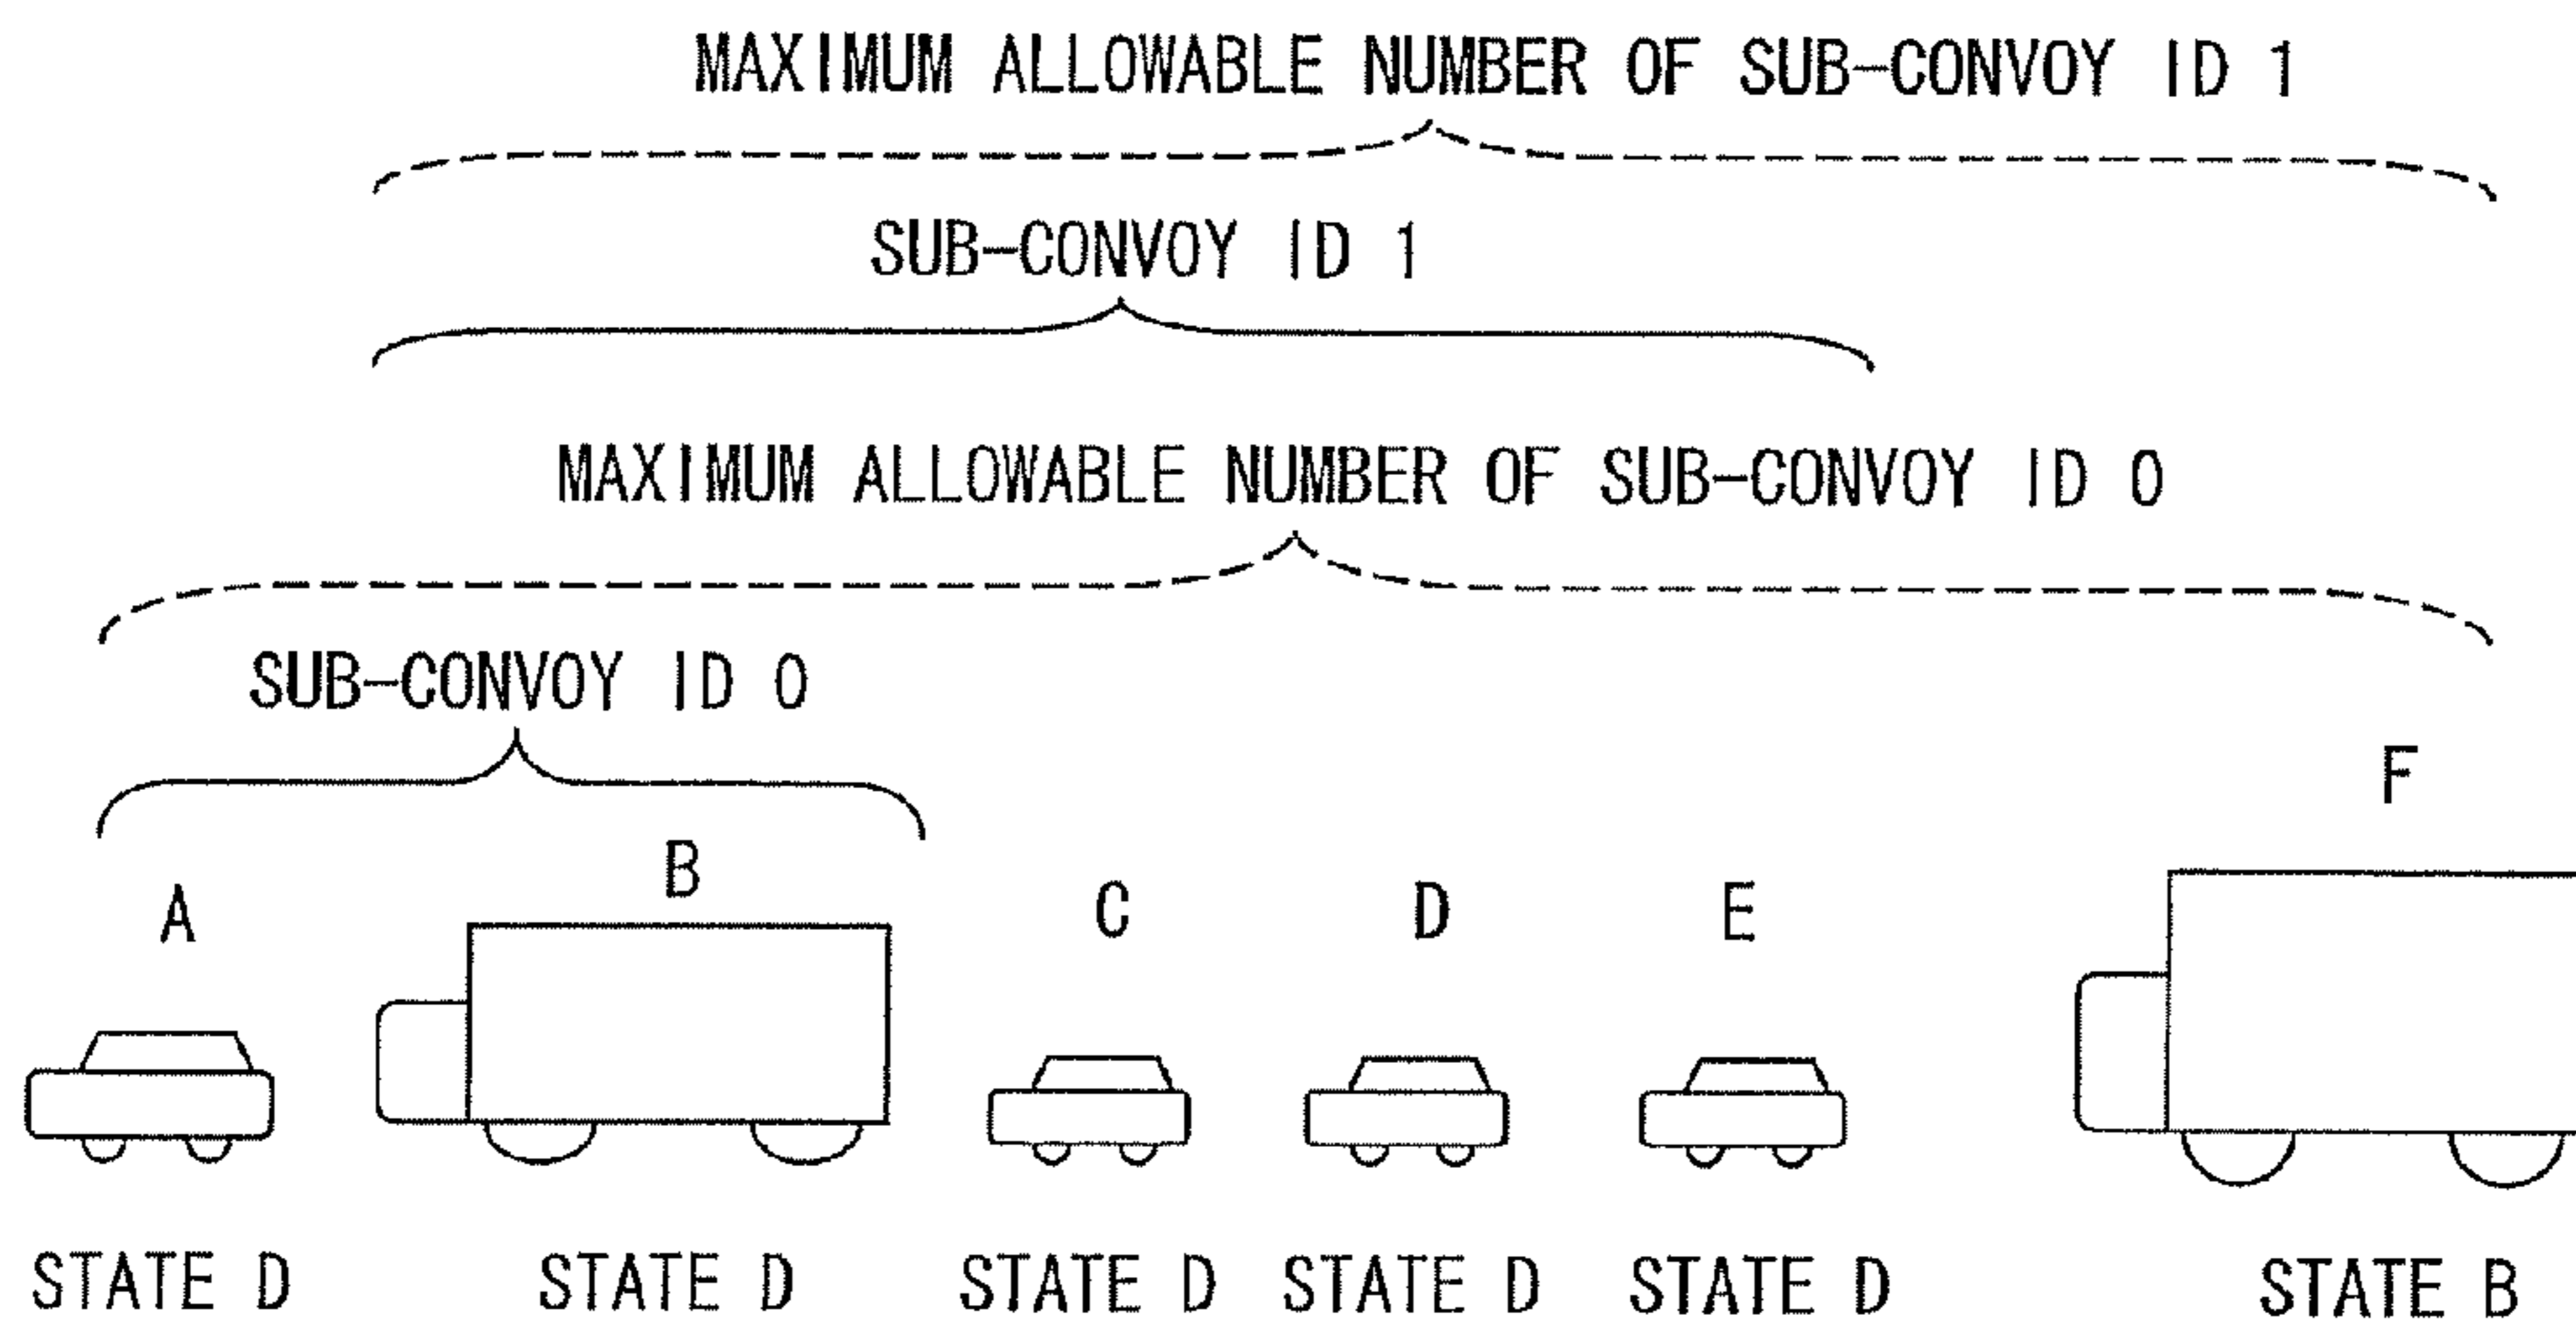 MAXIMUM ALLOWABLE NUMBER OF SUB-CONVOY ID 1
SUB-CONVOY ID 1
MAXIMUM ALLOWABLE NUMBER OF SUB-CONVOY ID 0
SUB-CONVOY ID 0
A B C D E F
STATE D STATE D STATE D STATE D STATE D STATE B